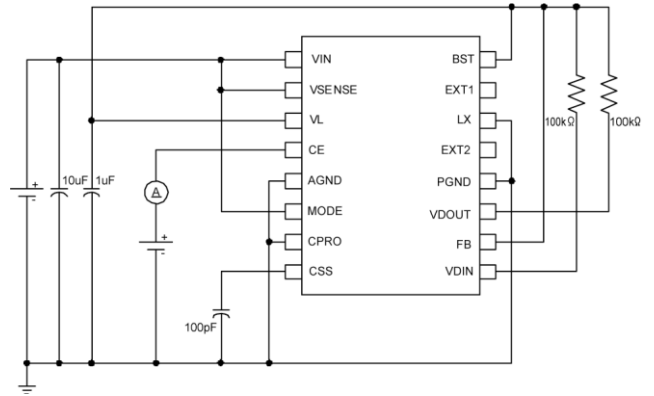 VIN
BST
VSENSE
EXT1
VL
LX
100kΩ
100kΩ
CE
EXT2
10uF
1uF
+
-
A
AGND
PGND
MODE
VDOUT
+
-
CPRO
FB
CSS
VDIN
100pF